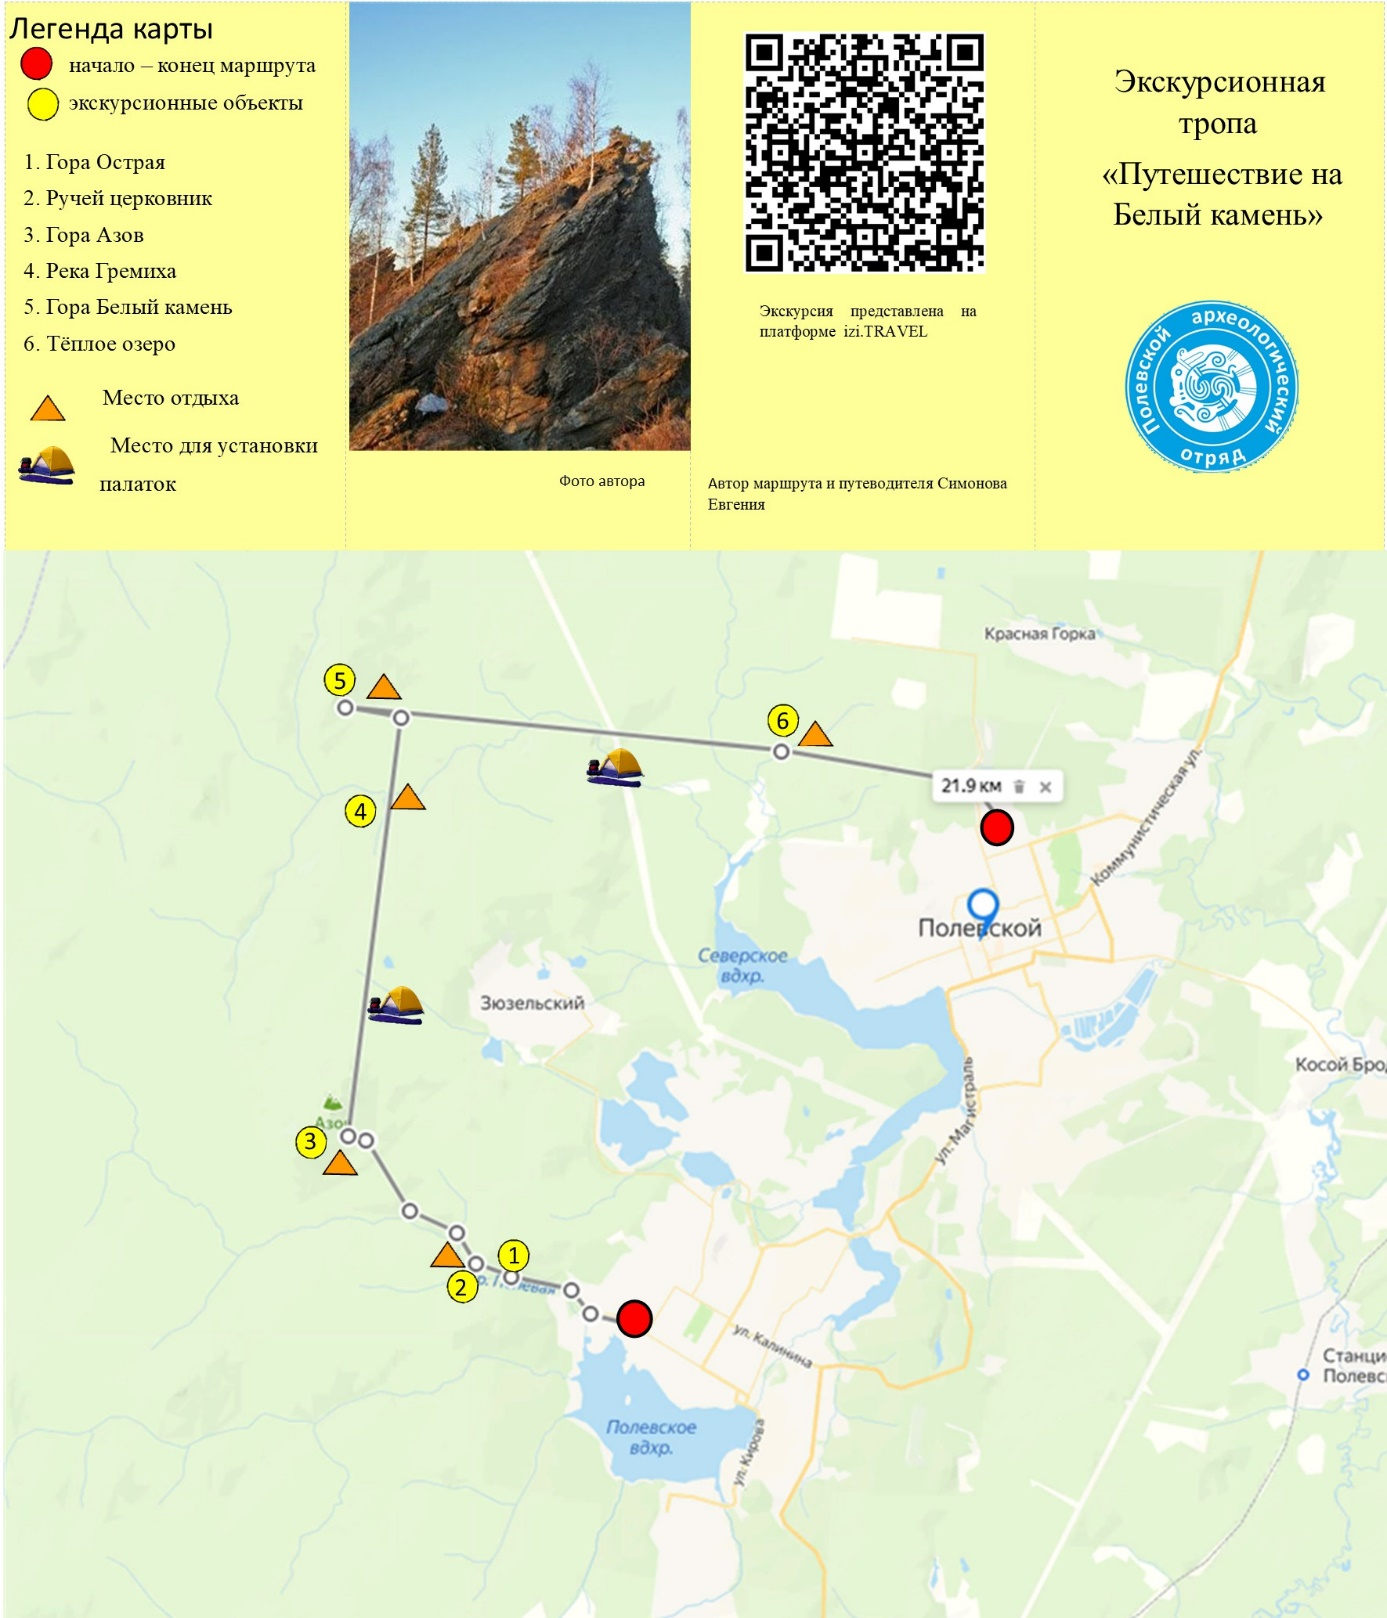 Легенда карты
начало – конец маршрута
экскурсионные объекты
1. Гора Острая
2. Ручей церковник
3. Гора Азов
4. Река Гремиха
5. Гора Белый камень
6. Тёплое озеро
Место отдыха
Место для установки
палаток
Фото автора
Экскурсия представлена на
платформе izi.TRAVEL
Автор маршрута и путеводителя Симонова
Евгения
Экскурсионная
тропа
«Путешествие на
Белый камень»
Полевской археологический
отряд
Красная Горка
5
6
21.9 км
4
Коммунистическая ул.
Полевской
Северское
вдхр.
Зюзельский
Косой Брод
ул. Магистраль
Азов
3
1
2
ул. Калинина
Полевское
вдхр.
ул. Кирова
Станци
Полевс